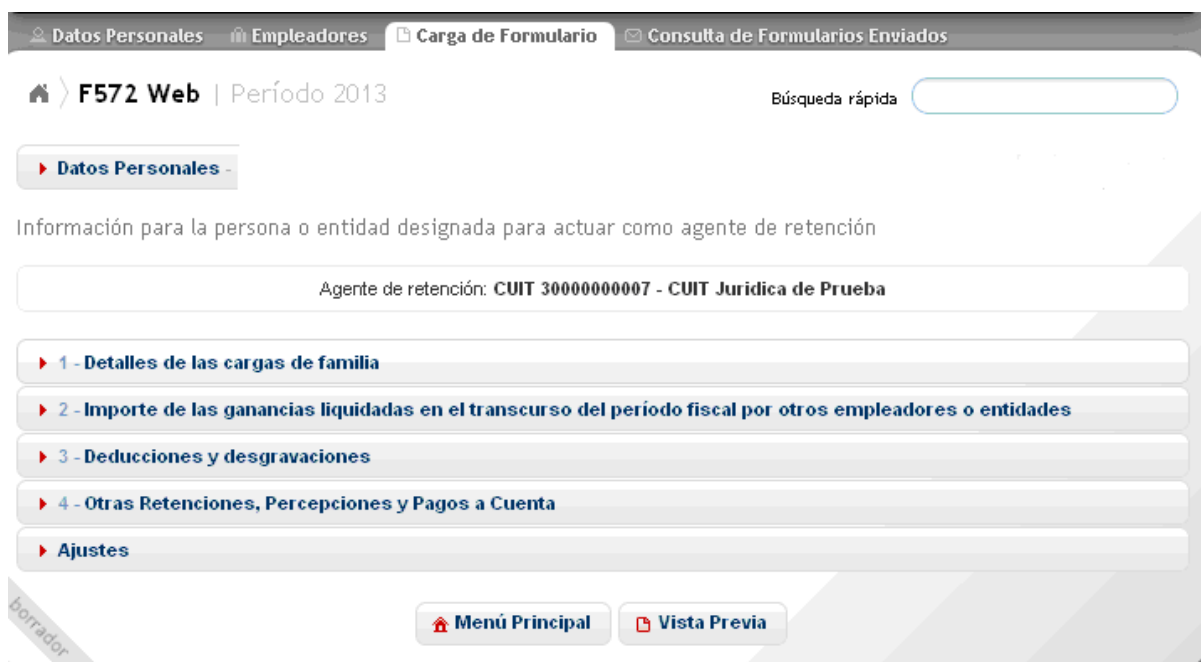 Datos Personales Empleadores Carga de Formulario Consulta de Formularios Enviados
F572 Web | Período 2013
Búsqueda rápida
Datos Personales -
Información para la persona o entidad designada para actuar como agente de retención
Agente de retención: CUIT 30000000007 - CUIT Juridica de Prueba
1 - Detalles de las cargas de familia
2 - Importe de las ganancias liquidadas en el transcurso del período fiscal por otros empleadores o entidades
3 - Deducciones y desgravaciones
4 - Otras Retenciones, Percepciones y Pagos a Cuenta
Ajustes
borrador
Menú Principal Vista Previa